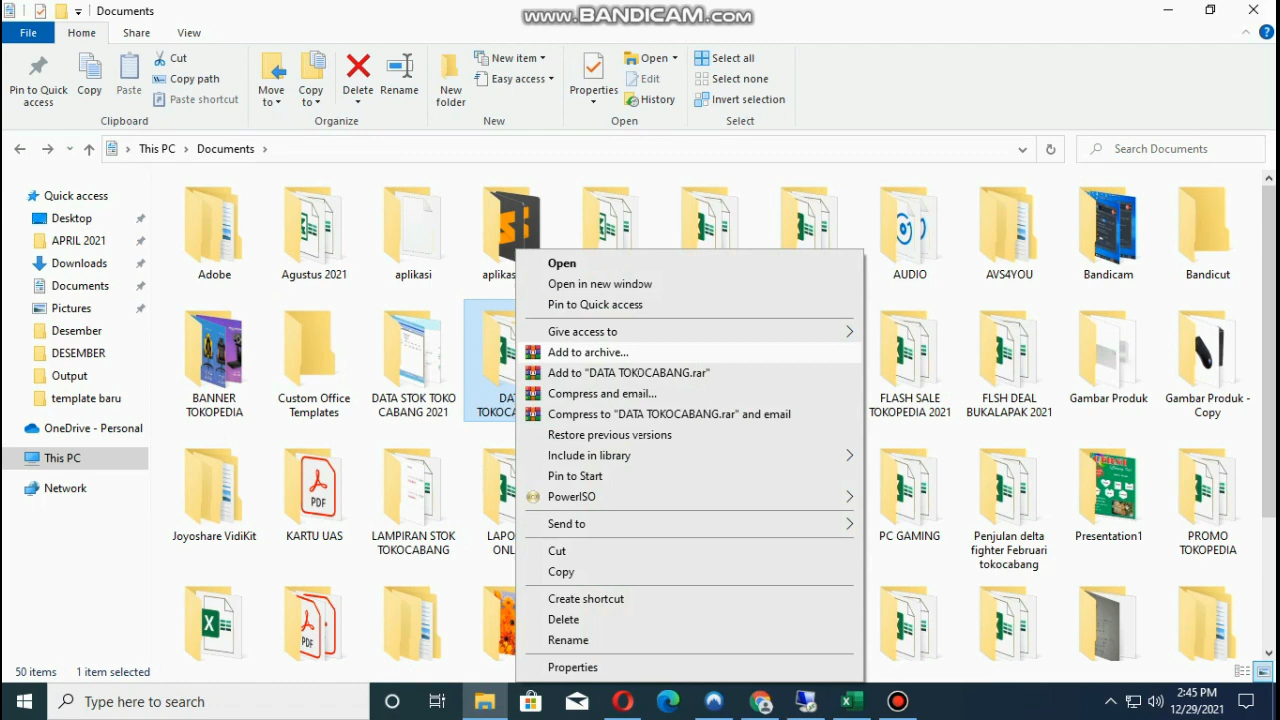 Documents
www.BANDICAM.com
File
Home
Share
View
Pin to Quick
access
Copy
Paste
Cut
Copy path
Paste shortcut
Move
to
Copy
to
Delete
Rename
New
folder
New item
Easy access
Properties
Open
Edit
History
Select all
Select none
Invert selection
Clipboard
Organize
New
Open
Select
This PC
Documents
Search Documents
Quick access
Desktop
APRIL 2021
Downloads
Documents
Pictures
Desember
DESEMBER
Output
template baru
OneDrive - Personal
This PC
Network
Adobe
Agustus 2021
aplikasi
aplikas
AUDIO
AVS4YOU
Bandicam
Bandicut
BANNER
TOKOPEDIA
Custom Office
Templates
DATA STOK TOKO
CABANG 2021
DAT
TOKOCA
FLASH SALE
TOKOPEDIA 2021
FLSH DEAL
BUKALAPAK 2021
Gambar Produk
Gambar Produk -
Copy
Joyoshare VidiKit
KARTU UAS
LAMPIRAN STOK
TOKOCABANG
LAPO
ONL
PC GAMING
Penjulan delta
fighter Februari
tokocabang
Presentation1
PROMO
TOKOPEDIA
Open
Open in new window
Pin to Quick access
Give access to
Add to archive...
Add to "DATA TOKOCABANG.rar"
Compress and email...
Compress to "DATA TOKOCABANG.rar" and email
Restore previous versions
Include in library
Pin to Start
PowerISO
Send to
Cut
Copy
Create shortcut
Delete
Rename
Properties
50 items
1 item selected
Type here to search
2:45 PM
12/29/2021